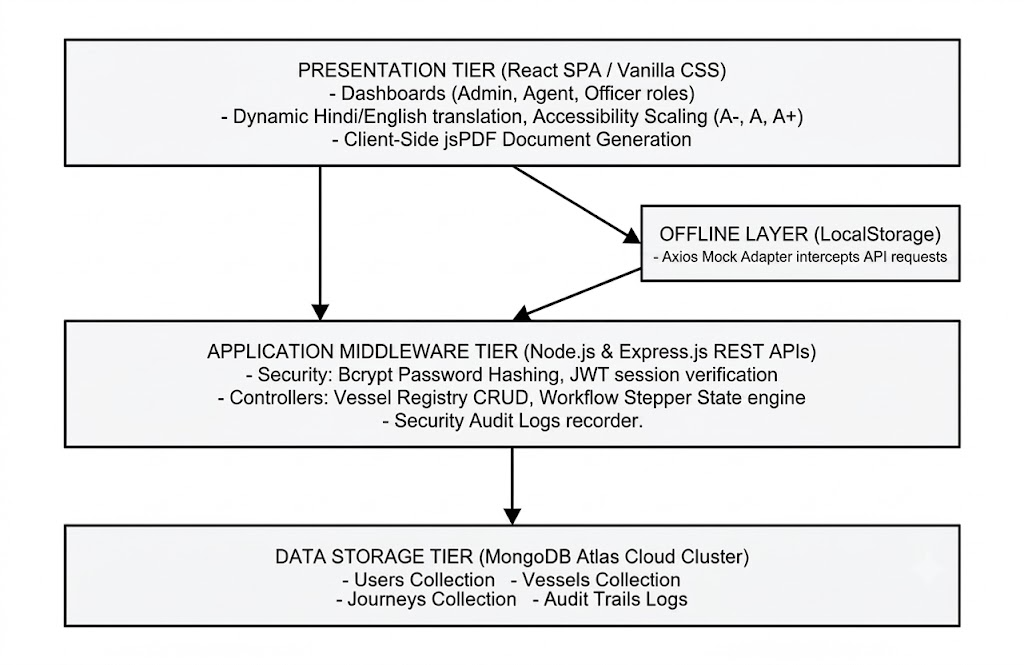 PRESENTATION TIER (React SPA / Vanilla CSS)
- Dashboards (Admin, Agent, Officer roles)
- Dynamic Hindi/English translation, Accessibility Scaling (A-, A, A+)
- Client-Side jsPDF Document Generation
OFFLINE LAYER (LocalStorage)
- Axios Mock Adapter intercepts API requests
APPLICATION MIDDLEWARE TIER (Node.js & Express.js REST APIs)
- Security: Bcrypt Password Hashing, JWT session verification
- Controllers: Vessel Registry CRUD, Workflow Stepper State engine
- Security Audit Logs recorder.
DATA STORAGE TIER (MongoDB Atlas Cloud Cluster)
- Users Collection - Vessels Collection
- Journeys Collection - Audit Trails Logs